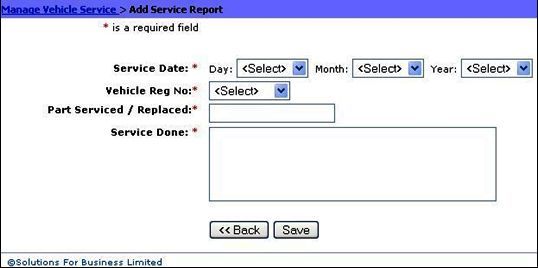 Manage Vehicle Service > Add Service Report
* is a required field
Service Date: * Day: <Select> Month: <Select> Year: <Select>
Vehicle Reg No:* <Select>
Part Serviced / Replaced:*
Service Done: *
<< Back Save
©Solutions For Business Limited